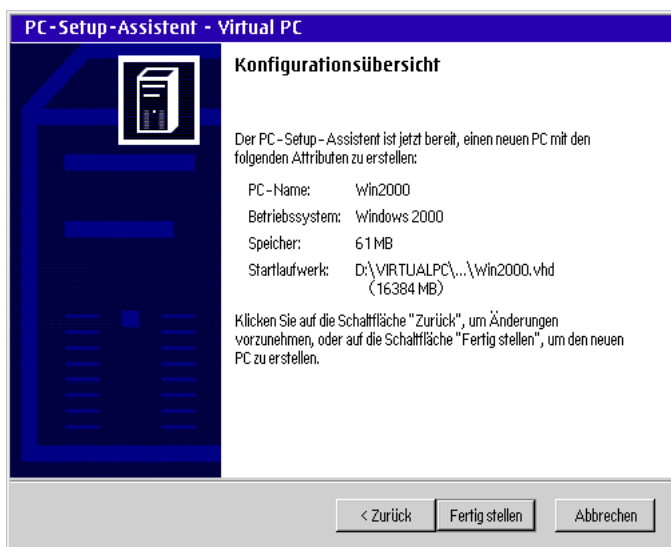 PC-Setup-Assistent - Virtual PC
Konfigurationsübersicht
Der PC-Setup-Assistent ist jetzt bereit, einen neuen PC mit den
folgenden Attributen zu erstellen:
PC-Name: Win2000
Betriebssystem: Windows 2000
Speicher: 61 MB
Startlaufwerk: D:\VIRTUALPC\...\Win2000.vhd
(16384 MB)
Klicken Sie auf die Schaltfläche "Zurück", um Änderungen
vorzunehmen, oder auf die Schaltfläche "Fertig stellen", um den neuen
PC zu erstellen.
< Zurück Fertig stellen Abbrechen